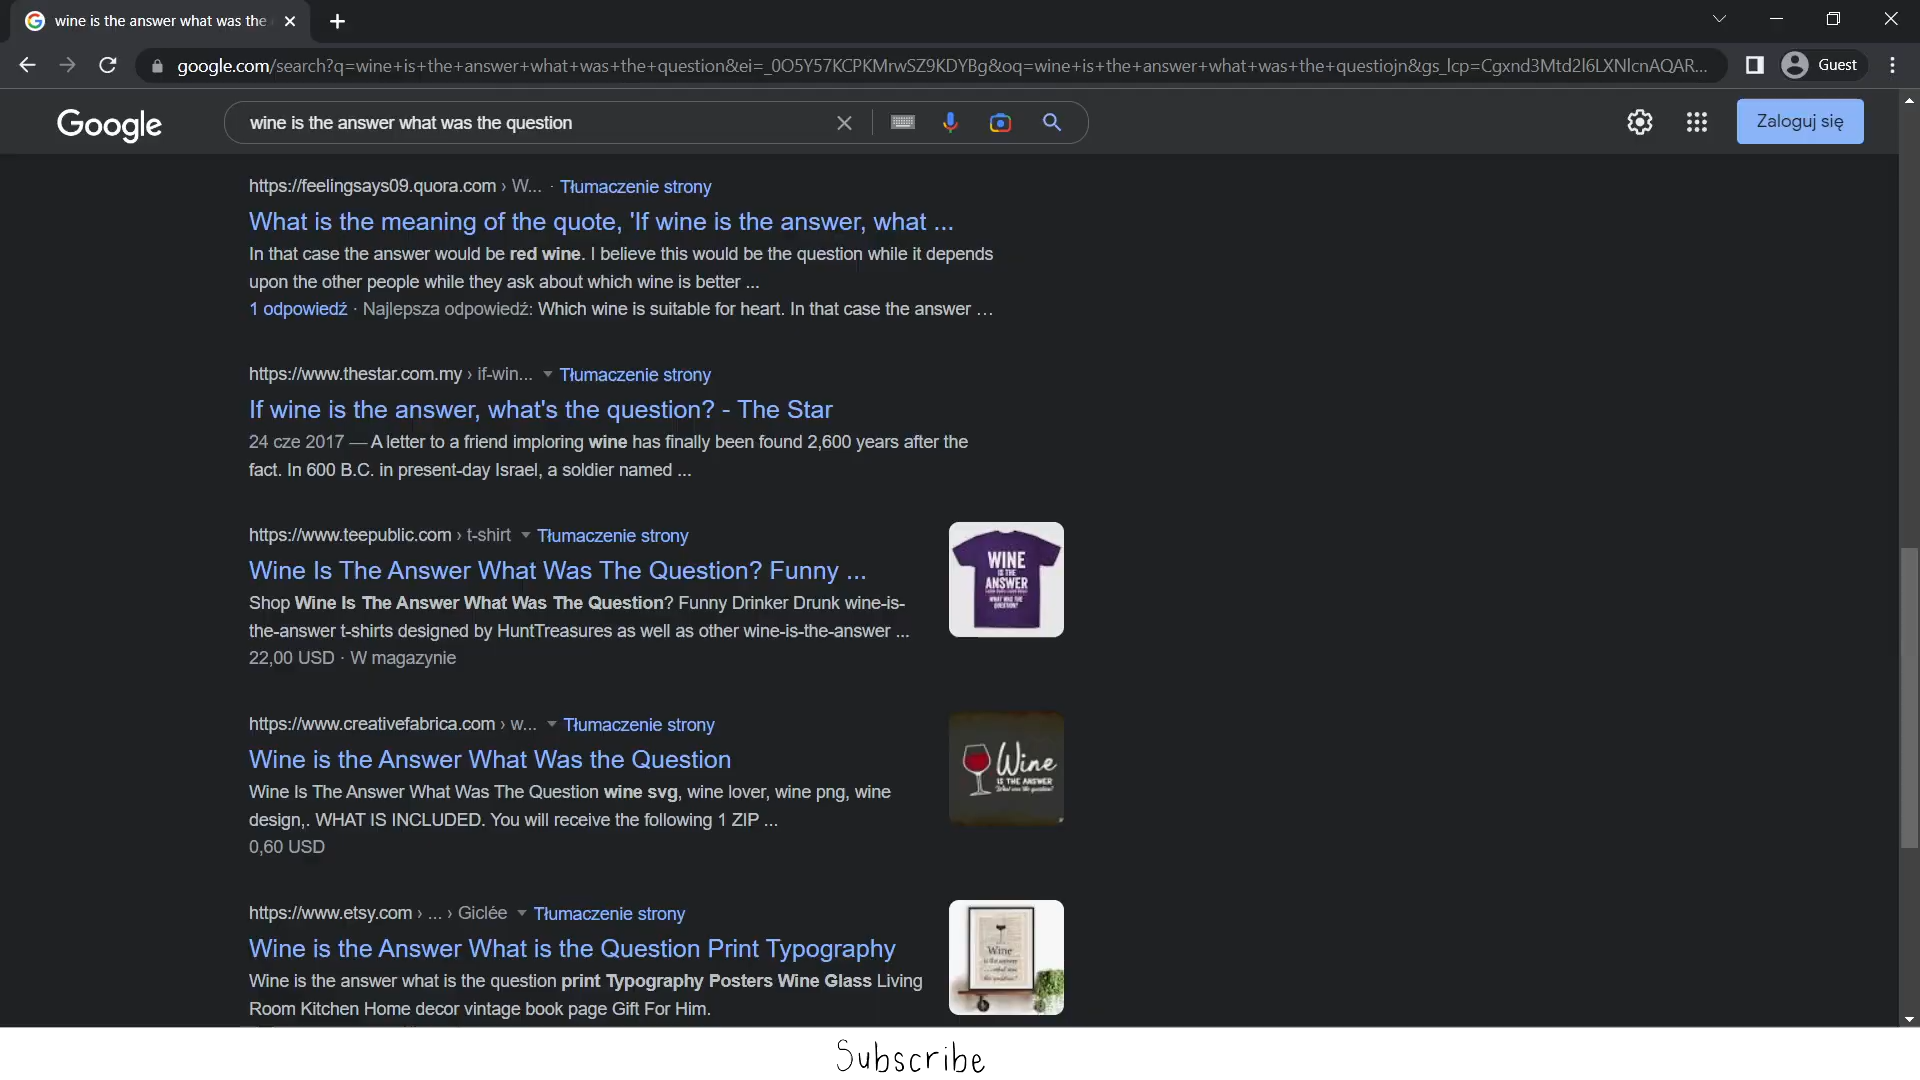 wine is the answer what was the
google.com/search?q=wine+is+the+answer+what+was+the+question&ei=_0O5Y57KCPKMrwSZ9KDYBg&oq=wine+is+the+answer+what+was+the+questiojn&gs_lcp=Cgxnd3Mtd2l6LXNlcnAQAR...
Guest
Google
wine is the answer what was the question
Zaloguj się
https://feelingsays09.quora.com › W... · Tłumaczenie strony
What is the meaning of the quote, 'If wine is the answer, what ...
In that case the answer would be red wine. I believe this would be the question while it depends
upon the other people while they ask about which wine is better ...
1 odpowiedź · Najlepsza odpowiedź: Which wine is suitable for heart. In that case the answer ...
https://www.thestar.com.my › if-win... Tłumaczenie strony
If wine is the answer, what's the question? - The Star
24 cze 2017 — A letter to a friend imploring wine has finally been found 2,600 years after the
fact. In 600 B.C. in present-day Israel, a soldier named ...
https://www.teepublic.com › t-shirt Tłumaczenie strony
Wine Is The Answer What Was The Question? Funny ...
Shop Wine Is The Answer What Was The Question? Funny Drinker Drunk wine-is-
the-answer t-shirts designed by HuntTreasures as well as other wine-is-the-answer ...
22,00 USD · W magazynie
WINE
IS THE
ANSWER
WHAT WAS THE
QUESTION?
https://www.creativefabrica.com › w... Tłumaczenie strony
Wine is the Answer What Was the Question
Wine Is The Answer What Was The Question wine svg, wine lover, wine png, wine
design,. WHAT IS INCLUDED. You will receive the following 1 ZIP ...
0,60 USD
Wine
IS THE ANSWER
What was the question?
https://www.etsy.com › ... › Giclée Tłumaczenie strony
Wine is the Answer What is the Question Print Typography
Wine is the answer what is the question print Typography Posters Wine Glass Living
Room Kitchen Home decor vintage book page Gift For Him.
Wine
is the answer
Subscribe